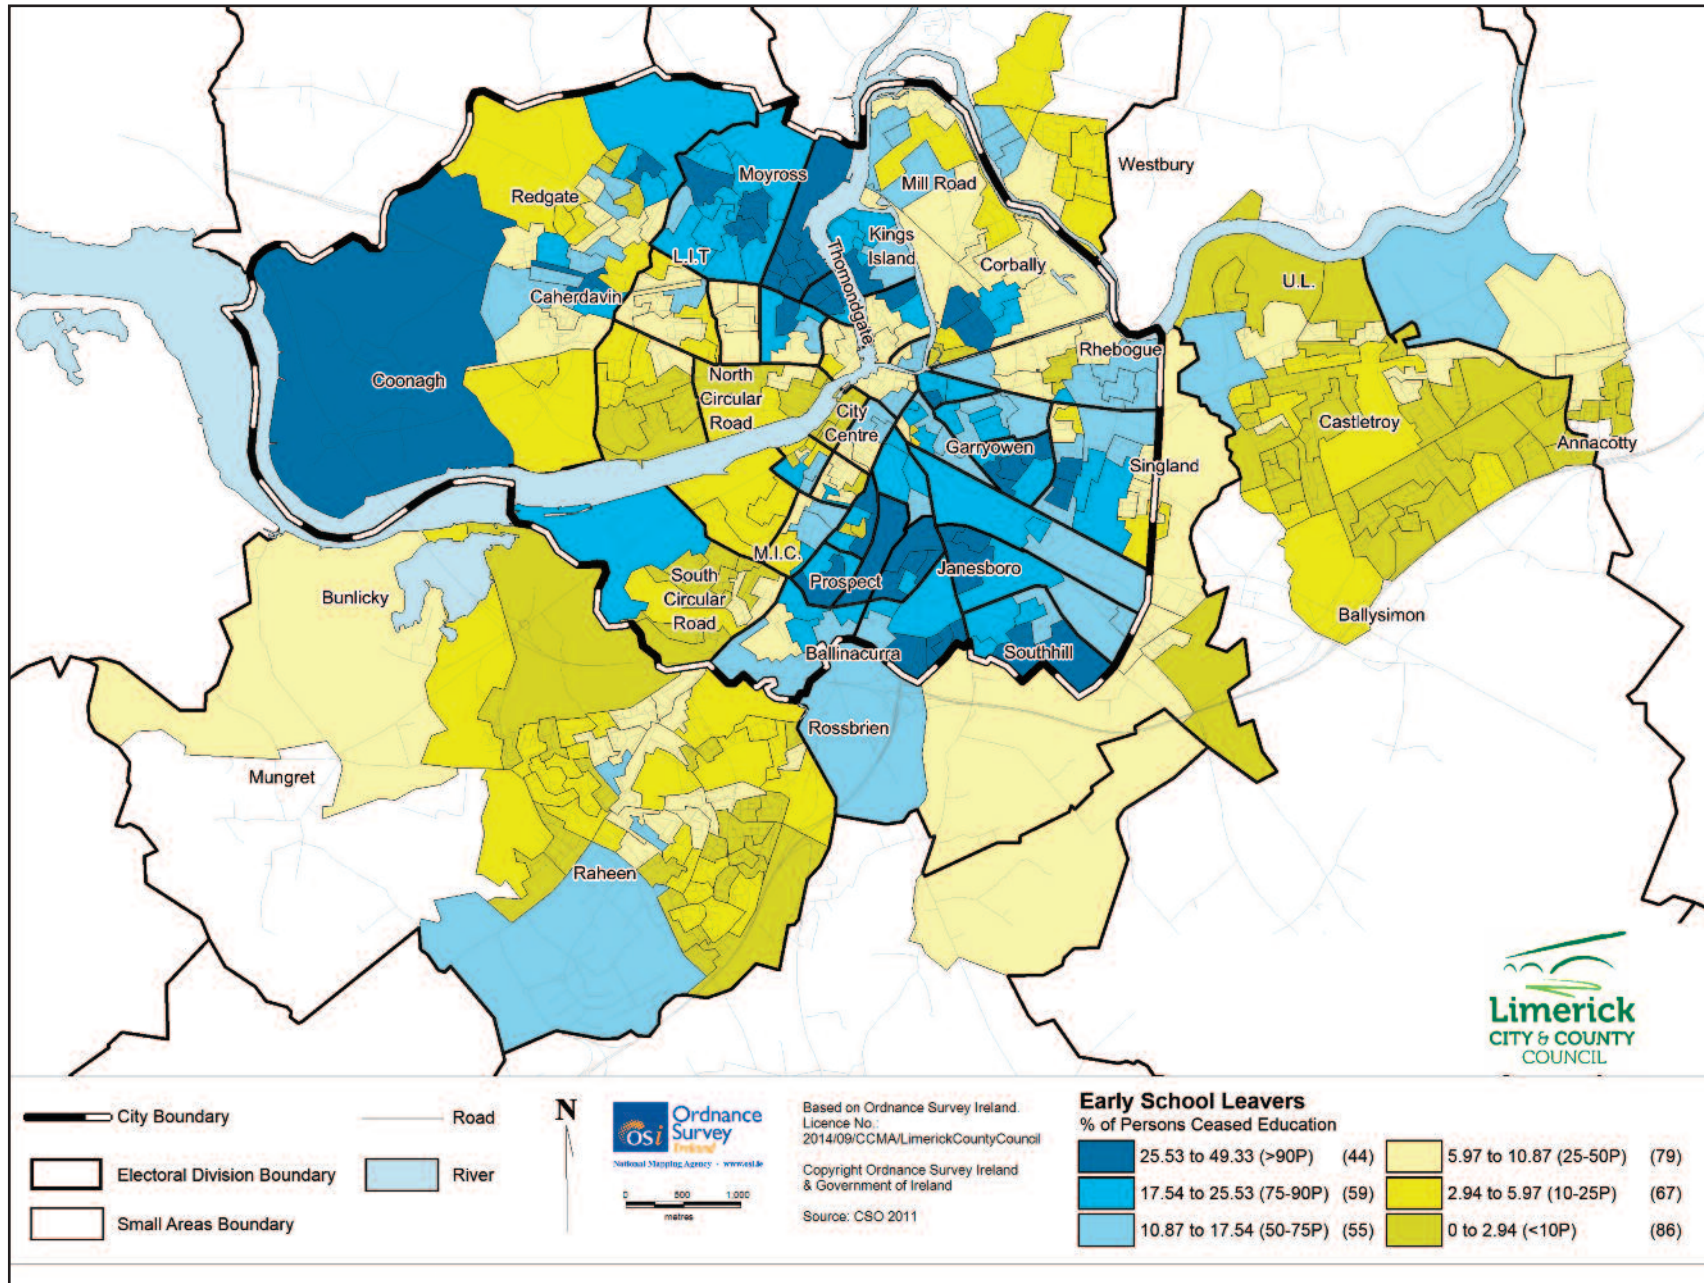 Westbury
Moyross
Mill Road
Redgate
Kings
Island
Thomondgate
L.I.T
Corbally
U.L.
Caherdavin
Rhebogue
Coonagh
North
Circular
Road
City
Centre
Castletroy
Annacotty
Garryowen
Singland
M.I.C.
South
Circular
Road
Prospect
Janesboro
Bunlicky
Ballysimon
Ballinacurra
Southhill
Rossbrien
Mungret
Raheen
Limerick
CITY & COUNTY
COUNCIL
City Boundary
Road
Electoral Division Boundary
River
Small Areas Boundary
N
osi
Ordnance
Survey
Ireland
National Mapping Agency - www.osi.ie
0 500 1,000
metres
Based on Ordnance Survey Ireland.
Licence No.:
2014/09/CCMA/LimerickCountyCouncil
Copyright Ordnance Survey Ireland
& Government of Ireland
Source: CSO 2011
Early School Leavers
% of Persons Ceased Education
25.53 to 49.33 (>90P) (44)
17.54 to 25.53 (75-90P) (59)
10.87 to 17.54 (50-75P) (55)
5.97 to 10.87 (25-50P) (79)
2.94 to 5.97 (10-25P) (67)
0 to 2.94 (<10P) (86)